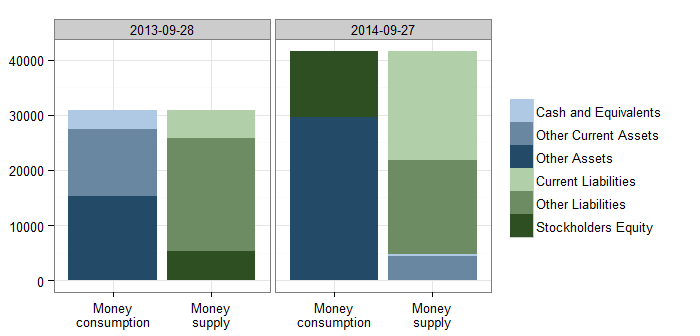 2013-09-28
2014-09-27
40000
30000
20000
10000
0
Money
consumption
Money
supply
Money
consumption
Money
supply
Cash and Equivalents
Other Current Assets
Other Assets
Current Liabilities
Other Liabilities
Stockholders Equity